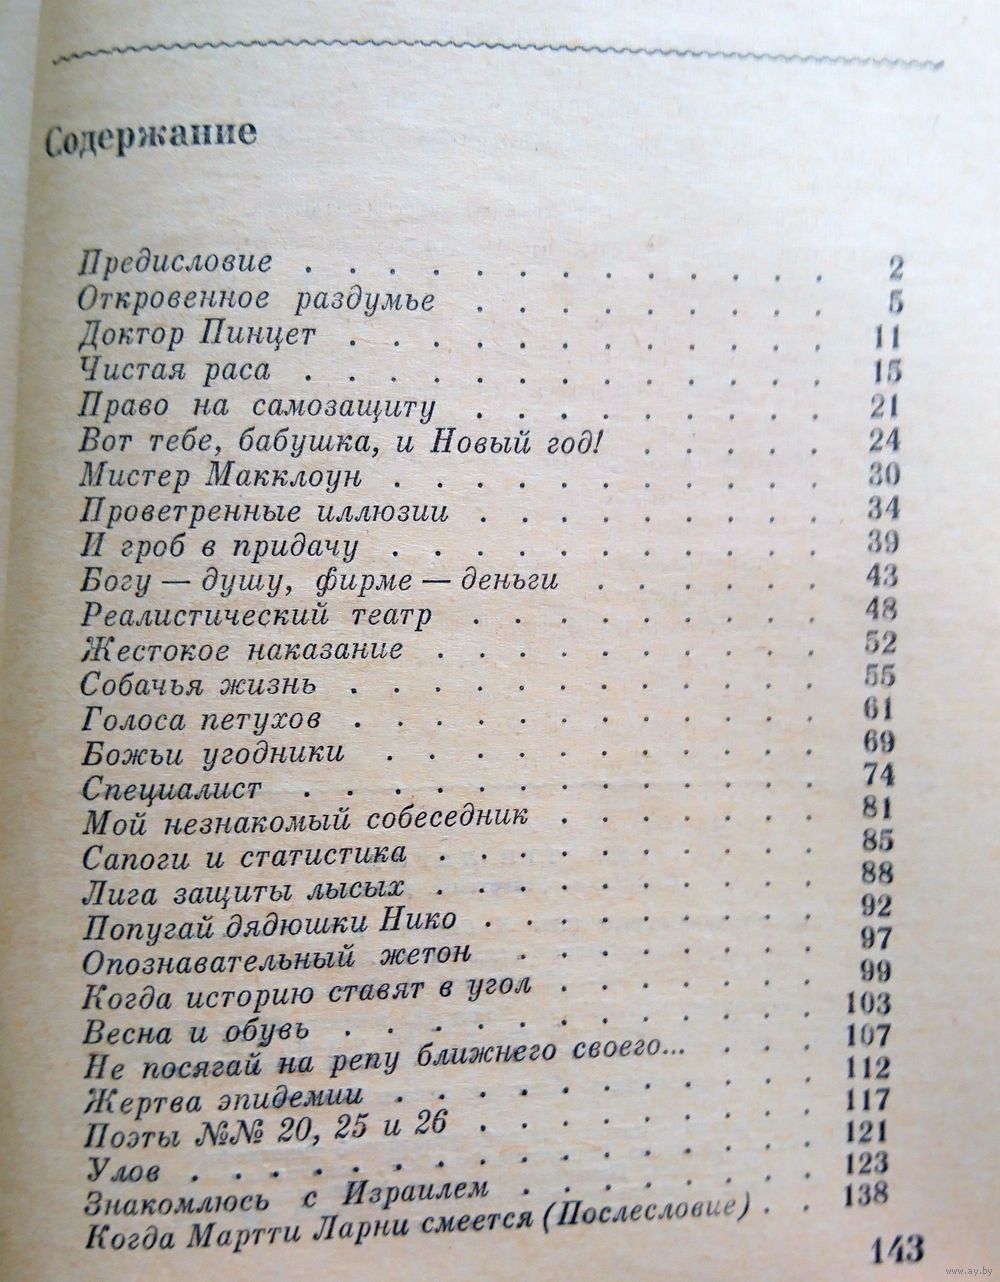 Содержание
Предисловие . . . . . . . . . . . . . 2
Откровенное раздумье . . . . . . . . . 5
Доктор Пинцет . . . . . . . . . . . . 11
Чистая раса . . . . . . . . . . . . . 15
Право на самозащиту . . . . . . . . . 21
Вот тебе, бабушка, и Новый год! . . . . . 24
Мистер Макклоун . . . . . . . . . . . 30
Проветренные иллюзии . . . . . . . . . 34
И гроб в придачу . . . . . . . . . . . 39
Богу — душу, фирме — деньги . . . . . . 43
Реалистический театр . . . . . . . . . 48
Жестокое наказание . . . . . . . . . . 52
Собачья жизнь . . . . . . . . . . . . 55
Голоса петухов . . . . . . . . . . . . 61
Божьи угодники . . . . . . . . . . . 69
Специалист . . . . . . . . . . . . . 74
Мой незнакомый собеседник . . . . . . . 81
Сапоги и статистика . . . . . . . . . . 85
Лига защиты лысых . . . . . . . . . . 88
Попугай дядюшки Нико . . . . . . . . . 92
Опознавательный жетон . . . . . . . . 97
Когда историю ставят в угол . . . . . . . 99
Весна и обувь . . . . . . . . . . . . 103
Не посягай на репу ближнего своего... . . . . 107
Жертва эпидемии . . . . . . . . . . . 112
Поэты №№ 20, 25 и 26 . . . . . . . . . 117
Улов . . . . . . . . . . . . . . . 121
Знакомлюсь с Израилем . . . . . . . . 123
Когда Мартти Ларни смеется (Послесловие) . . 138
143
www.ay.by